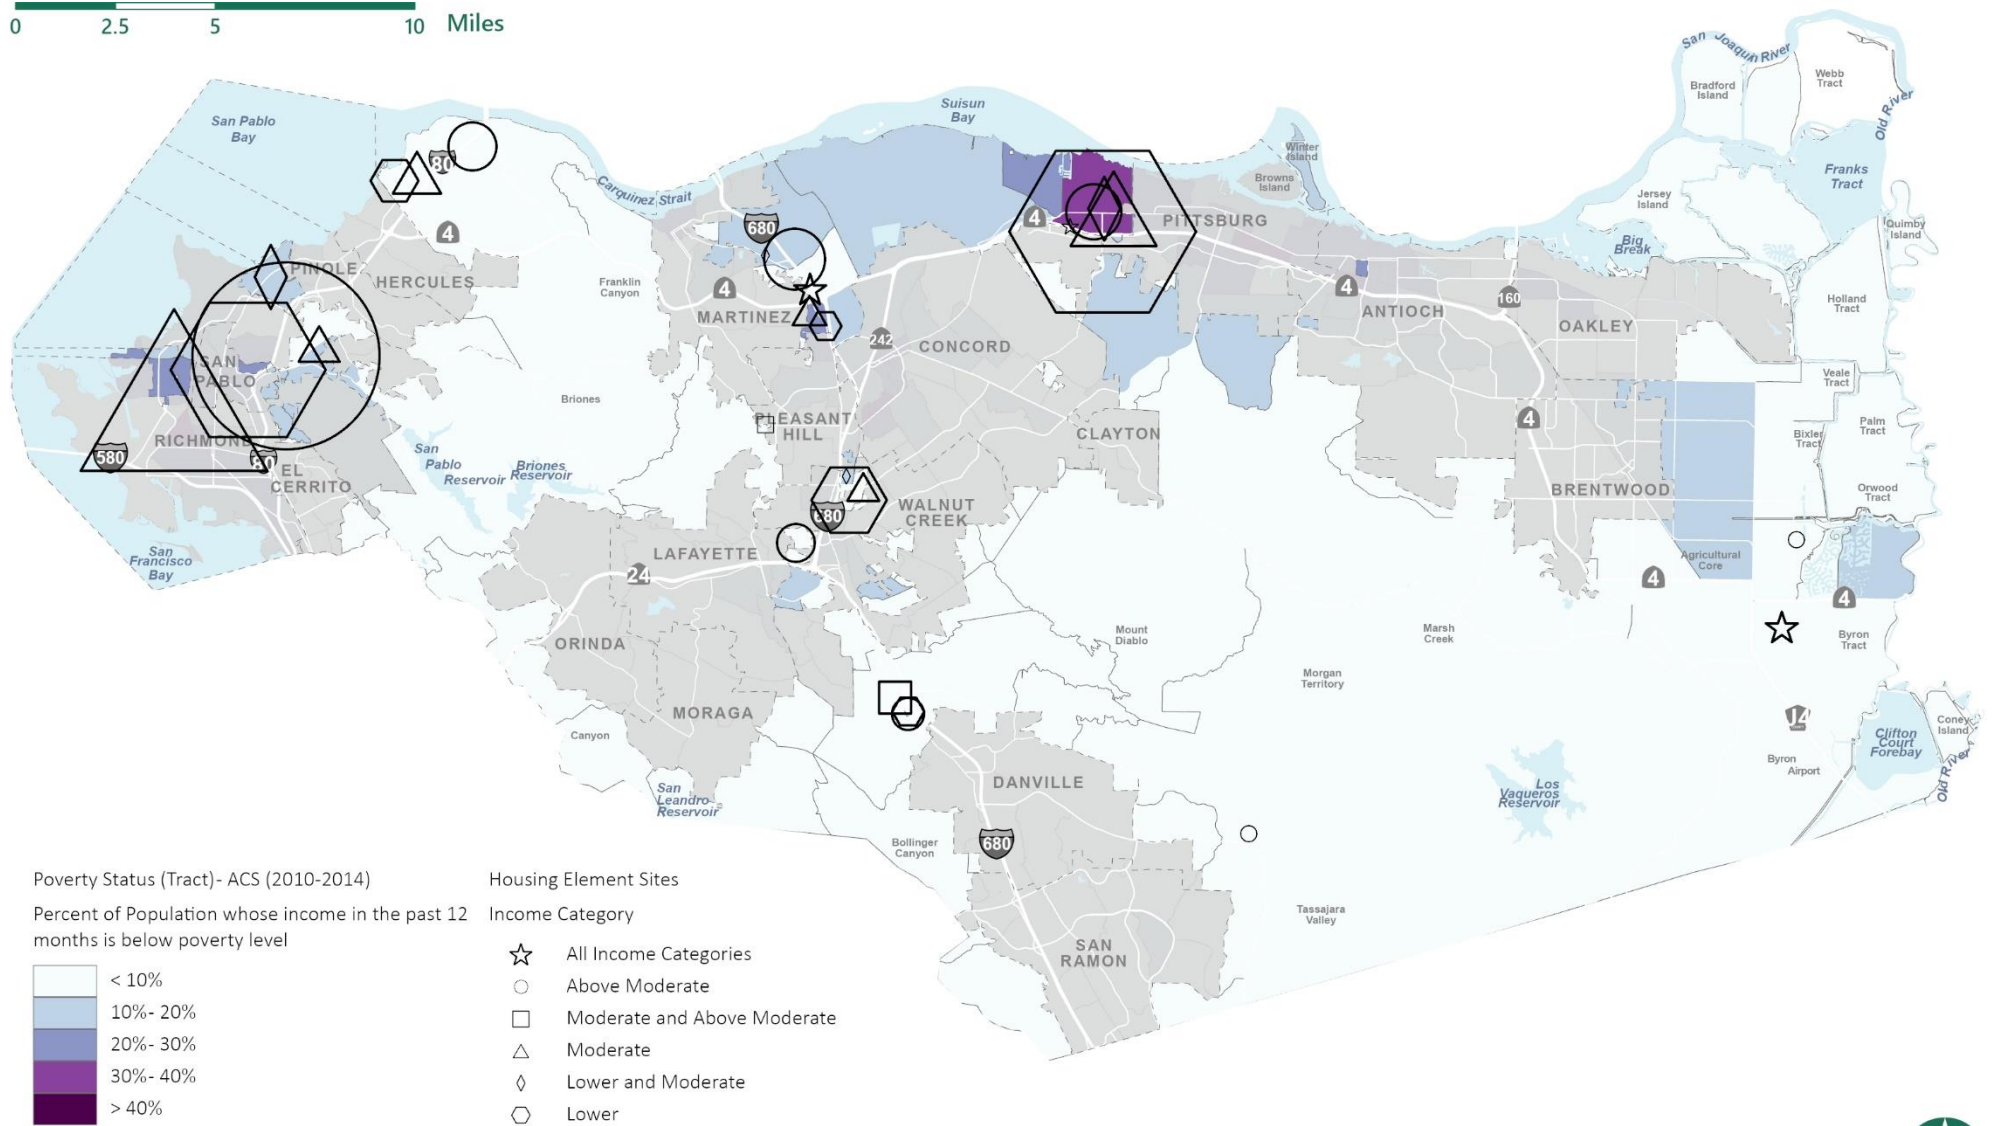 0 2.5 5 10 Miles
San Joaquin River
Webb
Tract
Bradford
Island
Old River
San Pablo
Bay
Suisun
Bay
Winter
Island
Franks
Tract
80
Carquinez Strait
Browns
Island
Jersey
Island
Quimby
Island
4
680
4
PITTSBURG
Big
Break
PINOLE
HERCULES
Franklin
Canyon
4
MARTINEZ
4
160
Holland
Tract
ANTIOCH
OAKLEY
242
CONCORD
SAN
PABLO
Veale
Tract
Briones
PLEASANT
HILL
CLAYTON
4
Palm
Tract
Bixler
Tract
RICHMOND
580
80
EL
CERRITO
San
Pablo
Reservoir
Briones
Reservoir
680
WALNUT
CREEK
BRENTWOOD
Orwood
Tract
San
Francisco
Bay
LAFAYETTE
24
Agricultural
Core
4
4
ORINDA
Mount
Diablo
Marsh
Creek
Byron
Tract
Morgan
Territory
MORAGA
Canyon
J4
Coney
Island
Clifton
Court
Forebay
Byron
Airport
Old River
DANVILLE
San
Leandro
Reservoir
Los
Vaqueros
Reservoir
680
Bollinger
Canyon
Tassajara
Valley
SAN
RAMON
Poverty Status (Tract)- ACS (2010-2014)
Percent of Population whose income in the past 12
months is below poverty level
< 10%
10%- 20%
20%- 30%
30%- 40%
> 40%
Housing Element Sites
Income Category
All Income Categories
Above Moderate
Moderate and Above Moderate
Moderate
Lower and Moderate
Lower